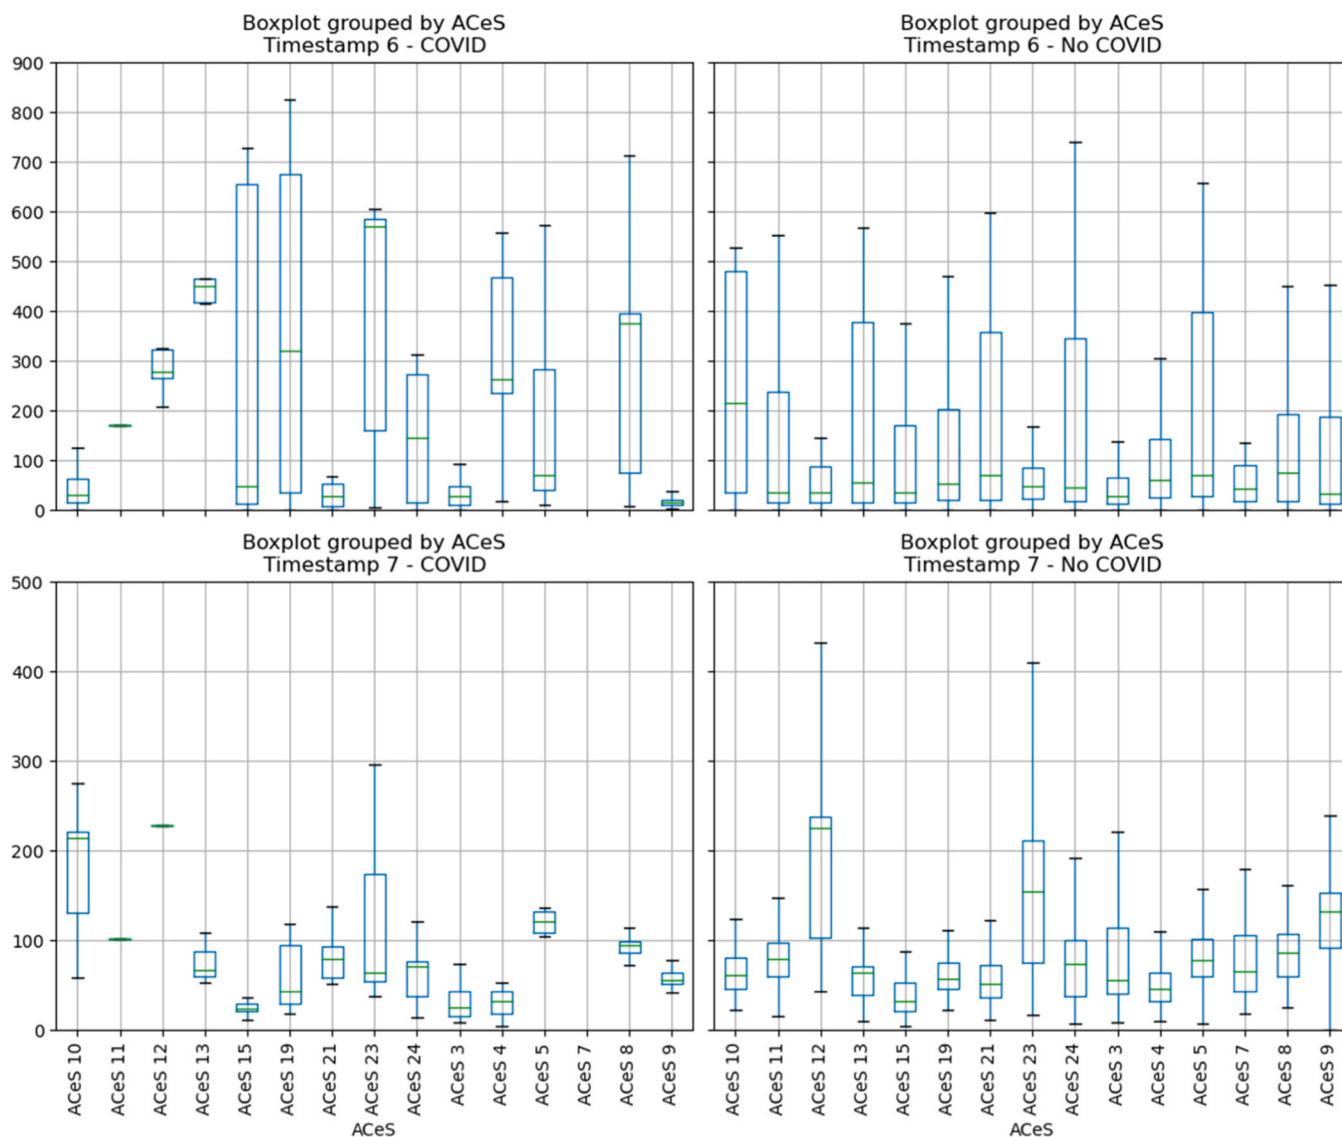 Boxplot grouped by ACeS
Timestamp 6 - COVID
Boxplot grouped by ACeS
Timestamp 6 - No COVID
900
800
700
600
500
400
300
200
100
0
Boxplot grouped by ACeS
Timestamp 7 - COVID
Boxplot grouped by ACeS
Timestamp 7 - No COVID
500
400
300
200
100
0
ACeS 10
ACeS 11
ACeS 12
ACeS 13
ACeS 15
ACeS 19
ACeS 21
ACeS 23
ACeS 24
ACeS 3
ACeS 4
ACeS 5
ACeS 7
ACeS 8
ACeS 9
ACeS
ACeS 10
ACeS 11
ACeS 12
ACeS 13
ACeS 15
ACeS 19
ACeS 21
ACeS 23
ACeS 24
ACeS 3
ACeS 4
ACeS 5
ACeS 7
ACeS 8
ACeS 9
ACeS